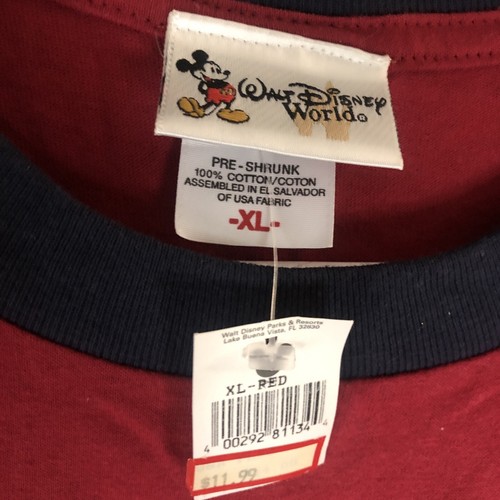 Walt Disney
World®
PRE-SHRUNK
100% COTTON/COTON
ASSEMBLED IN EL SALVADOR
OF USA FABRIC
-XL-
Walt Disney Parks & Resorts
Lake Buena Vista, FL 32830
XL-RED
4 00292 81134 4
$11.99